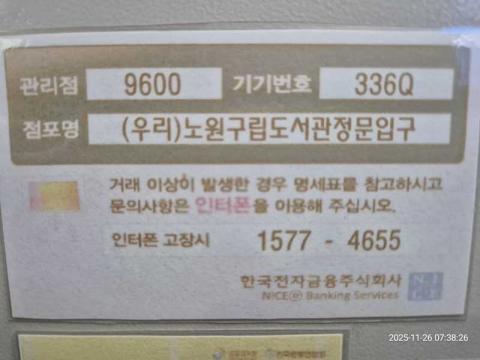 관리점 9600 기기번호 336Q
점포명 (우리)노원구립도서관정문입구
거래 이상이 발생한 경우 명세표를 참고하시고
문의사항은 인터폰을 이용해 주십시오.
인터폰 고장시 1577 - 4655
한국전자금융주식회사
NICE Banking Services
2025-11-26 07:38:26